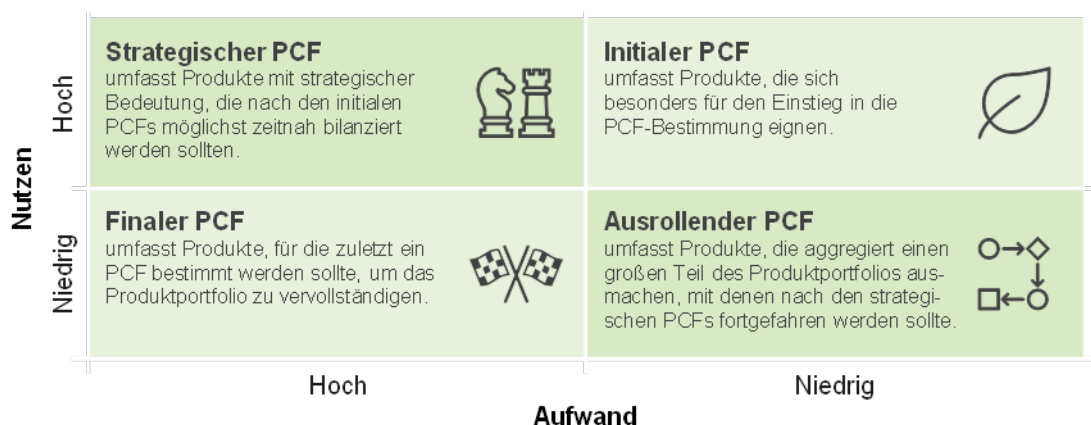 Strategischer PCF
umfasst Produkte mit strategischer
Bedeutung, die nach den initialen
PCFs möglichst zeitnah bilanziert
werden sollten.
Initialer PCF
umfasst Produkte, die sich
besonders für den Einstieg in die
PCF-Bestimmung eignen.
Hoch
Nutzen
Niedrig
Finaler PCF
umfasst Produkte, für die zuletzt ein
PCF bestimmt werden sollte, um das
Produktportfolio zu vervollständigen.
Ausrollender PCF
umfasst Produkte, die aggregiert einen
großen Teil des Produktportfolios aus-
machen, mit denen nach den strategi-
schen PCFs fortgefahren werden sollte.
Hoch
Niedrig
Aufwand